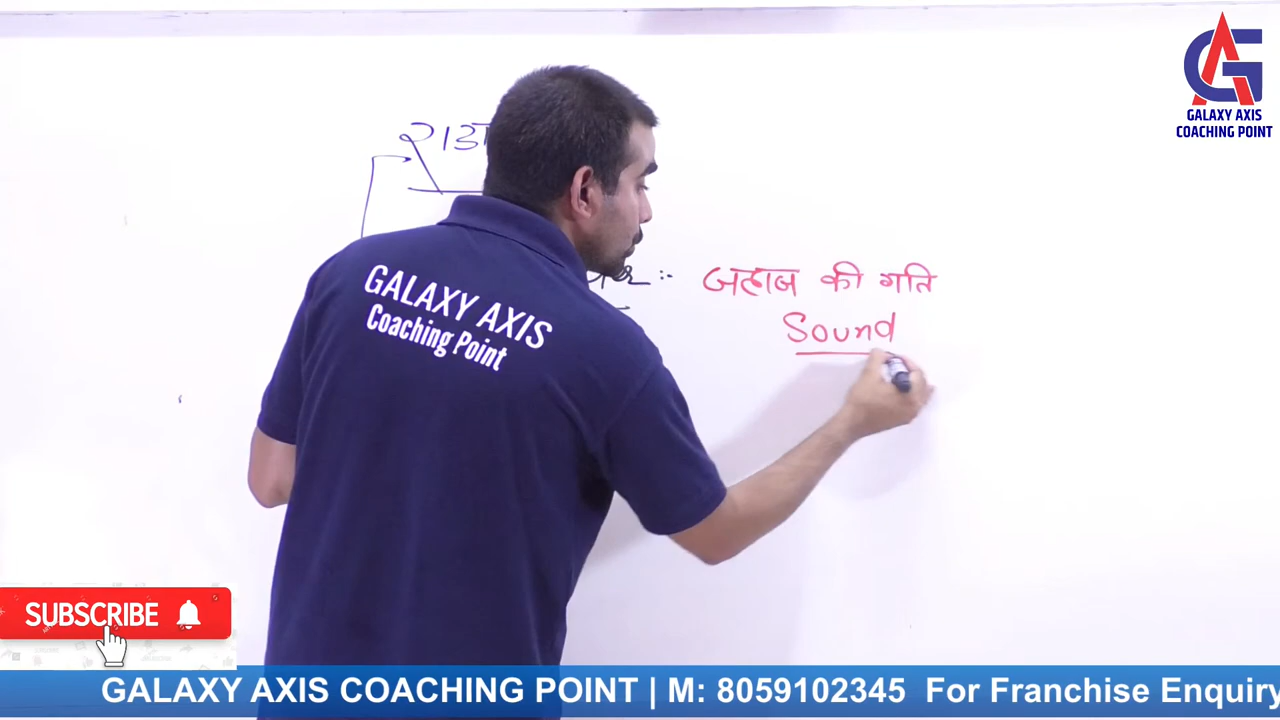 GALAXY AXIS
COACHING POINT
जहाज की गति
Sound
GALAXY AXIS
Coaching Point
SUBSCRIBE
GALAXY AXIS COACHING POINT | M: 8059102345 For Franchise Enquiry